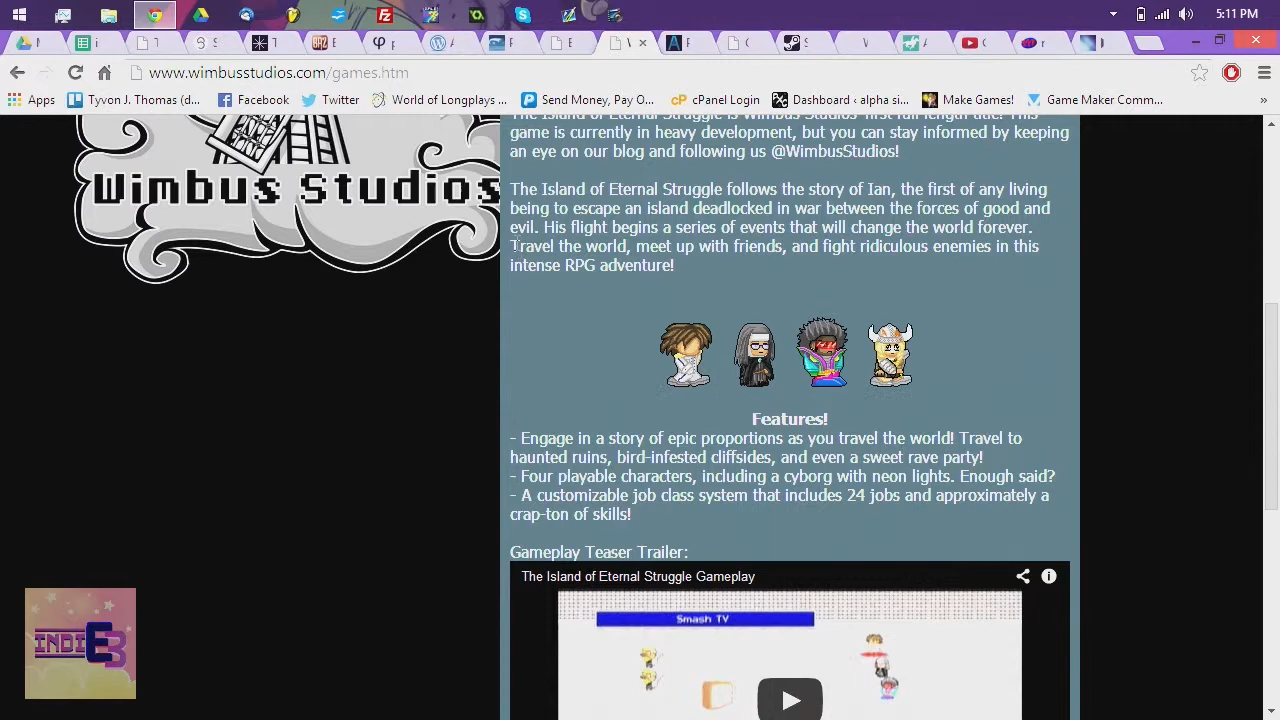 5:11 PM
www.wimbusstudios.com/games.htm
Apps
Tyvon J. Thomas (d...
Facebook
Twitter
World of Longplay...
Send Money, Pay O...
cPanel Login
Dashboard ‹ alpha si...
Make Games!
Game Maker Comm...
»
Wimbus Studios
game is currently in heavy development, but you can stay informed by keeping
an eye on our blog and following us @WimbusStudios!
The Island of Eternal Struggle follows the story of Ian, the first of any living
being to escape an island deadlocked in war between the forces of good and
evil. His flight begins a series of events that will change the world forever.
Travel the world, meet up with friends, and fight ridiculous enemies in this
intense RPG adventure!
Features!
- Engage in a story of epic proportions as you travel the world! Travel to
haunted ruins, bird-infested cliffsides, and even a sweet rave party!
- Four playable characters, including a cyborg with neon lights. Enough said?
- A customizable job class system that includes 24 jobs and approximately a
crap-ton of skills!
Gameplay Teaser Trailer:
The Island of Eternal Struggle Gameplay
Smash TV
INDIE3